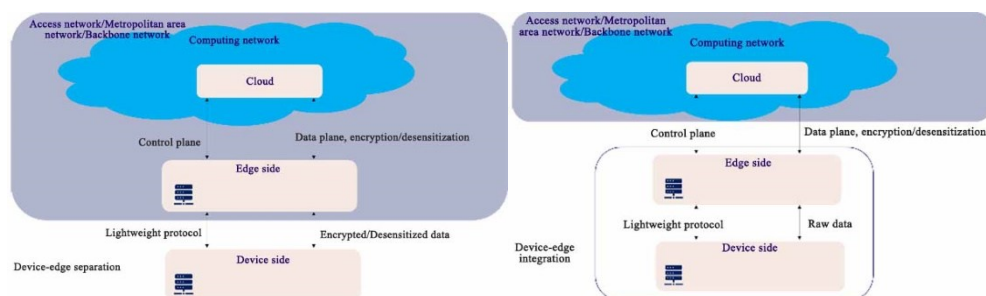 Access network/Metropolitan area
network/Backbone network
Computing network
Cloud
Control plane
Data plane, encryption/desensitization
Edge side
Lightweight protocol
Encrypted/Desensitized data
Device-edge separation
Device side
Access network/Metropolitan
area network/Backbone network
Computing network
Cloud
Control plane
Data plane, encryption/desensitization
Edge side
Lightweight protocol
Raw data
Device-edge
integration
Device side